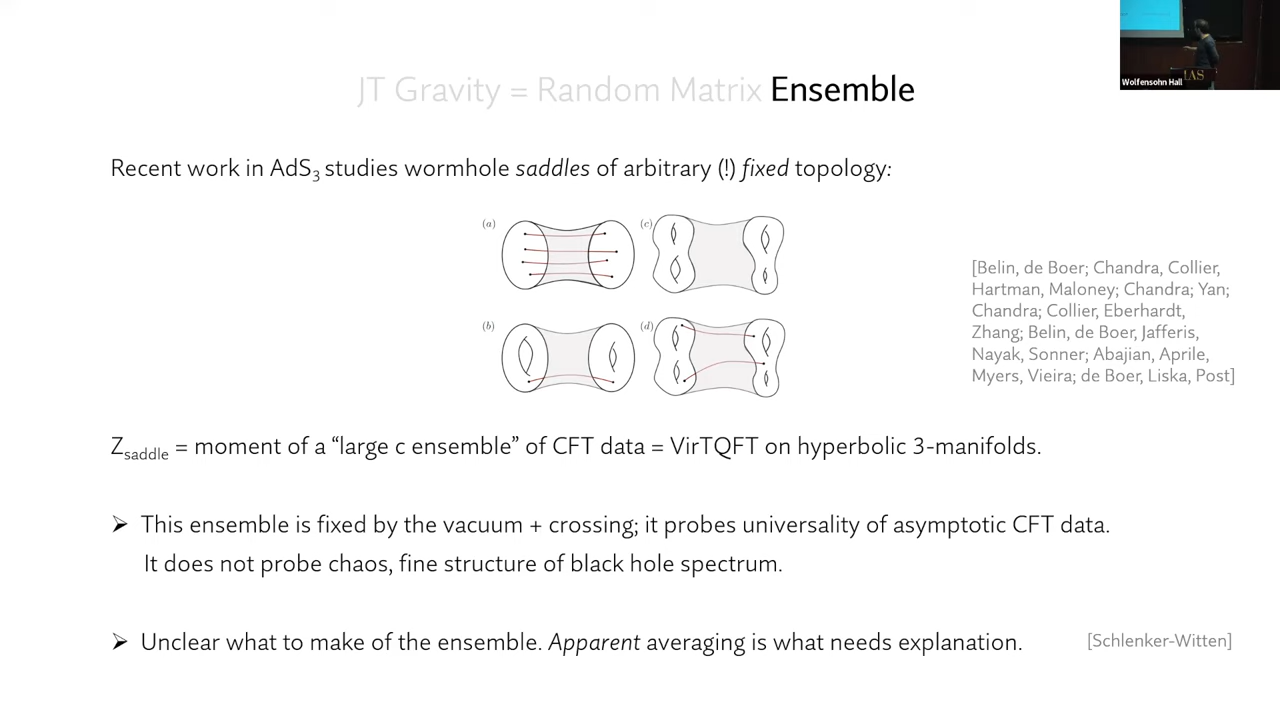 JT Gravity = Random Matrix Ensemble
Wolfensohn Hall
IAS
Recent work in AdS3 studies wormhole saddles of arbitrary (!) fixed topology:
(a)
(c)
(b)
(d)
[Belin, de Boer; Chandra, Collier,
Hartman, Maloney; Chandra; Yan;
Chandra; Collier, Eberhardt,
Zhang; Belin, de Boer, Jafferis,
Nayak, Sonner; Abajian, Aprile,
Myers, Vieira; de Boer, Liska, Post]
Zsaddle = moment of a “large c ensemble” of CFT data = VirTQFT on hyperbolic 3-manifolds.
➢ This ensemble is fixed by the vacuum + crossing; it probes universality of asymptotic CFT data.
It does not probe chaos, fine structure of black hole spectrum.
➢ Unclear what to make of the ensemble. Apparent averaging is what needs explanation.
[Schlenker-Witten]